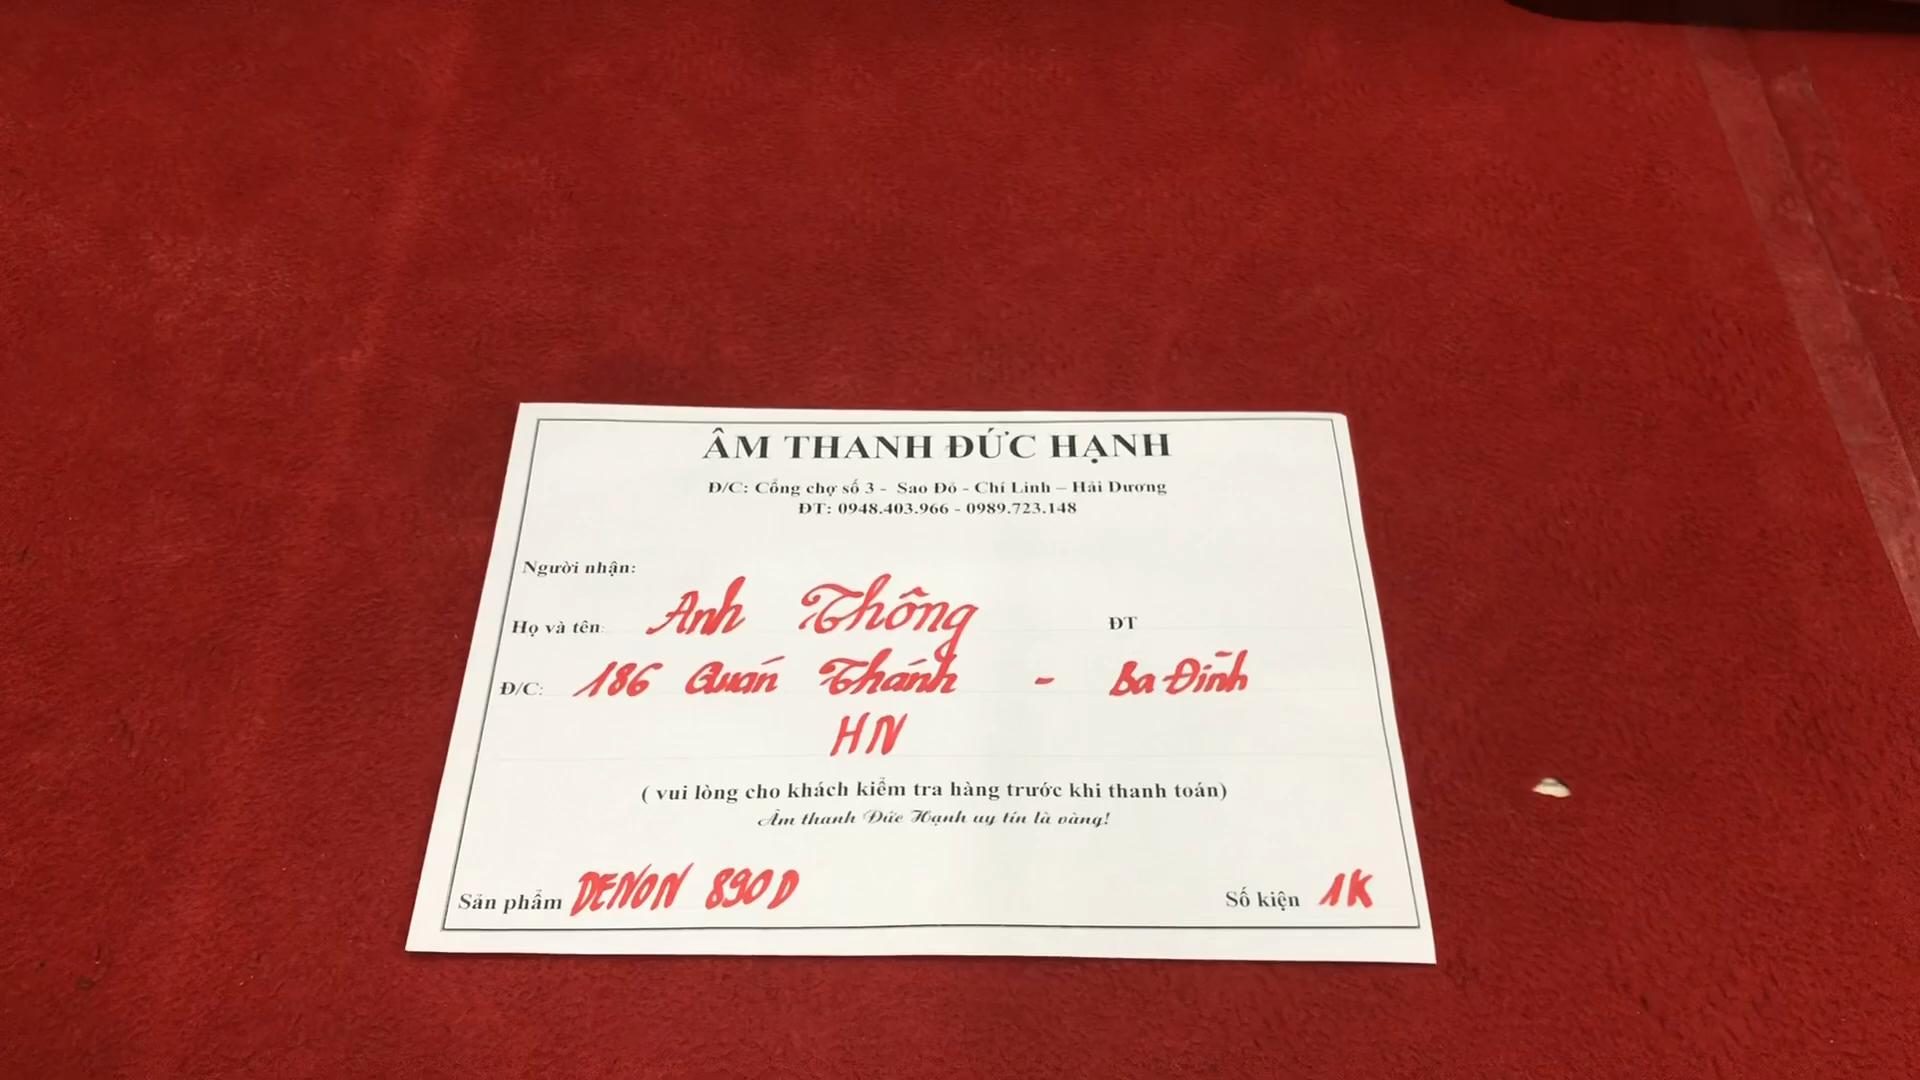 ÂM THANH ĐỨC HẠNH
Đ/C: Cổng chợ số 3 - Sao Đỏ - Chí Linh – Hải Dương
ĐT: 0948.403.966 - 0989.723.148
Người nhận:
Họ và tên: Anh Thông ĐT
Đ/C: 186 Quán Thánh - Ba Đình
HN
( vui lòng cho khách kiểm tra hàng trước khi thanh toán)
Âm thanh Đức Hạnh uy tín là vàng!
Sản phẩm DENON 890D Số kiện 1K